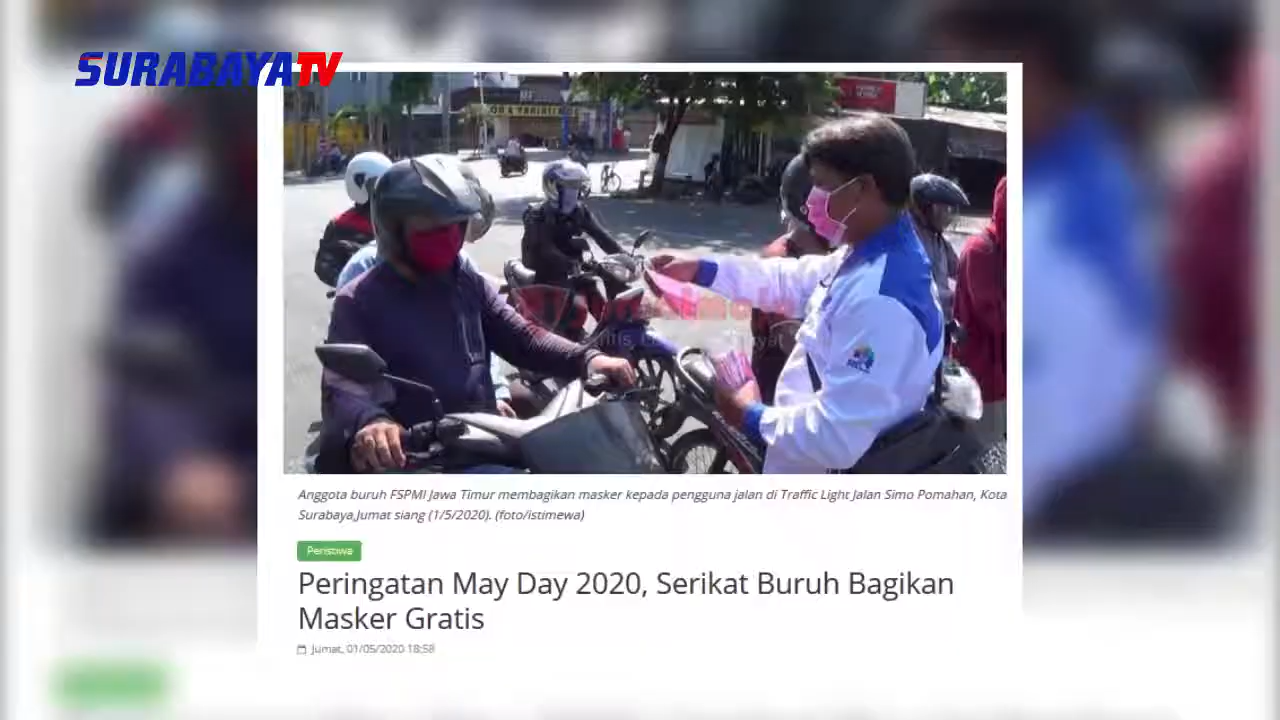 SURABAYATV
Anggota buruh FSPMI Jawa Timur membagikan masker kepada pengguna jalan di Traffic Light Jalan Simo Pomahan, Kota
Surabaya,Jumat siang (1/5/2020). (foto/istimewa)
Peristiwa
Peringatan May Day 2020, Serikat Buruh Bagikan
Masker Gratis
Jumat, 01/05/2020 18:58